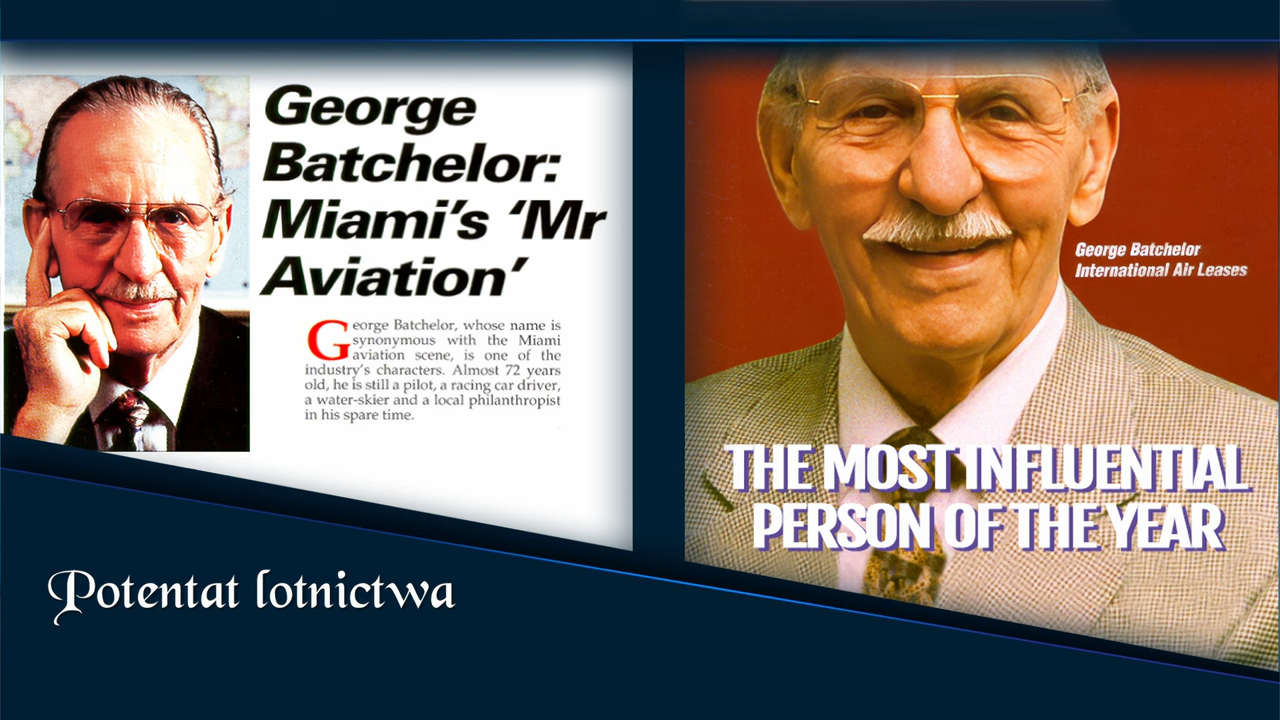 George
Batchelor:
Miami's 'Mr
Aviation'
George Batchelor, whose name is
synonymous with the Miami
aviation scene, is one of the
industry's characters. Almost 72 years
old, he is still a pilot, a racing car driver,
a water-skier and a local philanthropist
in his spare time.
George Batchelor
International Air Leases
THE MOST INFLUENTIAL
PERSON OF THE YEAR
Potentat lotnictwa